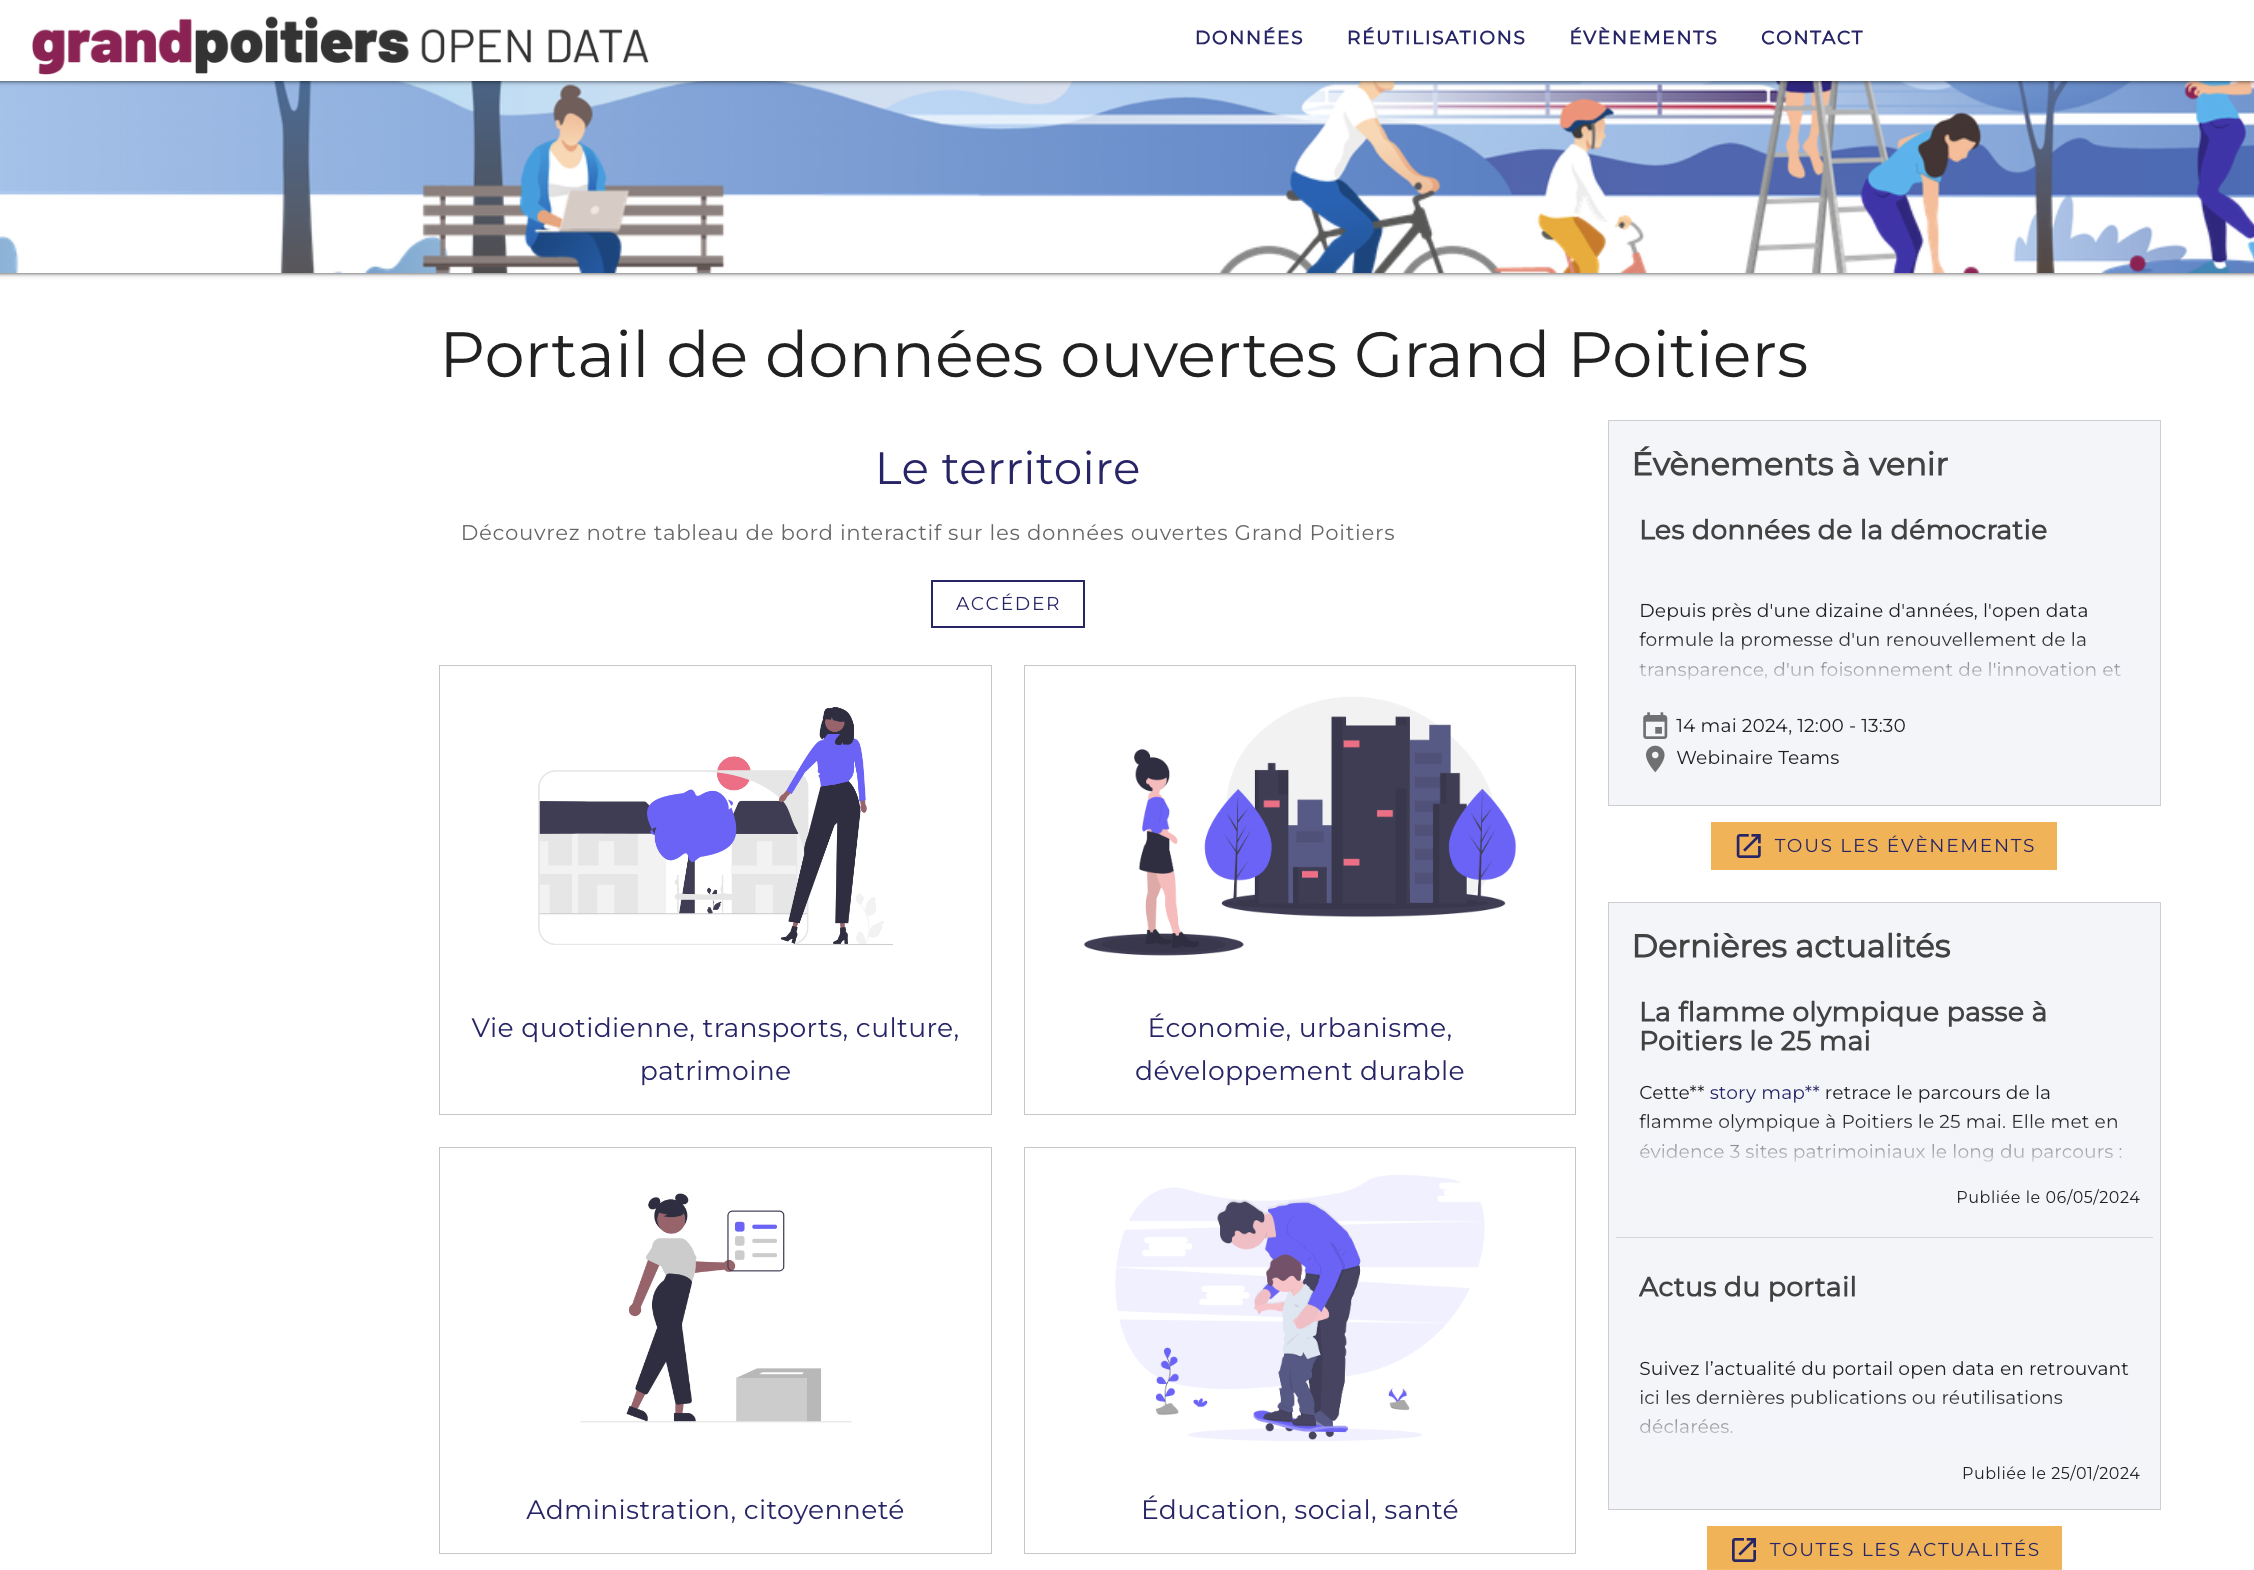 grandpoitiers OPEN DATA
DONNÉES
RÉUTILISATIONS
ÉVÈNEMENTS
CONTACT
Portail de données ouvertes Grand Poitiers
Le territoire
Découvrez notre tableau de bord interactif sur les données ouvertes Grand Poitiers
ACCÉDER
Vie quotidienne, transports, culture,
patrimoine
Économie, urbanisme,
développement durable
Administration, citoyenneté
Éducation, social, santé
Évènements à venir
Les données de la démocratie
Depuis près d'une dizaine d'années, l'open data
formule la promesse d'un renouvellement de la
transparence, d'un foisonnement de l'innovation et
14 mai 2024, 12:00 - 13:30
Webinaire Teams
TOUS LES ÉVÈNEMENTS
Dernières actualités
La flamme olympique passe à
Poitiers le 25 mai
Cette** story map** retrace le parcours de la
flamme olympique à Poitiers le 25 mai. Elle met en
évidence 3 sites patrimoiniaux le long du parcours :
Publiée le 06/05/2024
Actus du portail
Suivez l’actualité du portail open data en retrouvant
ici les dernières publications ou réutilisations
déclarées.
Publiée le 25/01/2024
TOUTES LES ACTUALITÉS